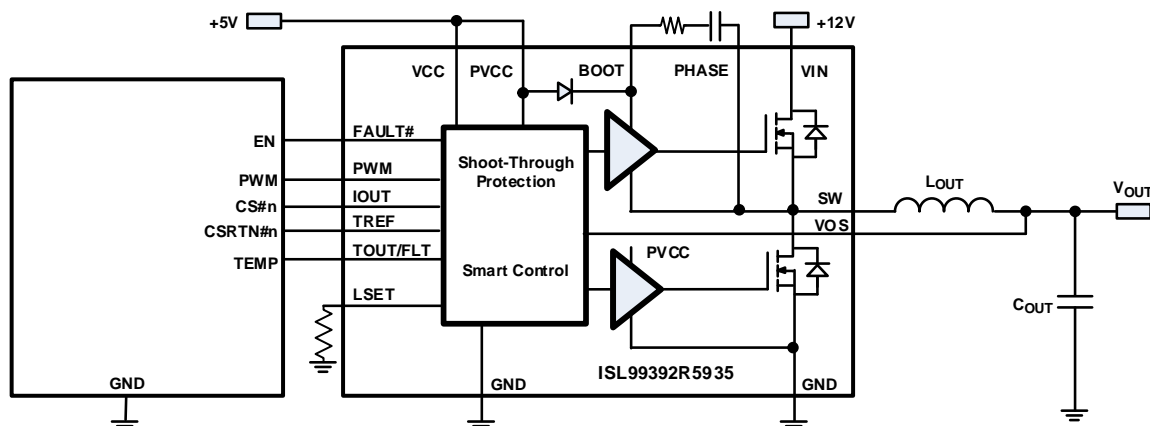 +5V
+12V
VCC
PVCC
BOOT
PHASE
VIN
EN
FAULT#
PWM
PWM
CS#n
IOUT
CSRTN#n
TREF
TEMP
TOUT/FLT
LSET
Shoot-Through
Protection
Smart Control
SW
LOUT
VOUT
VOS
PVCC
COUT
ISL99392R5935
GND
GND
GND